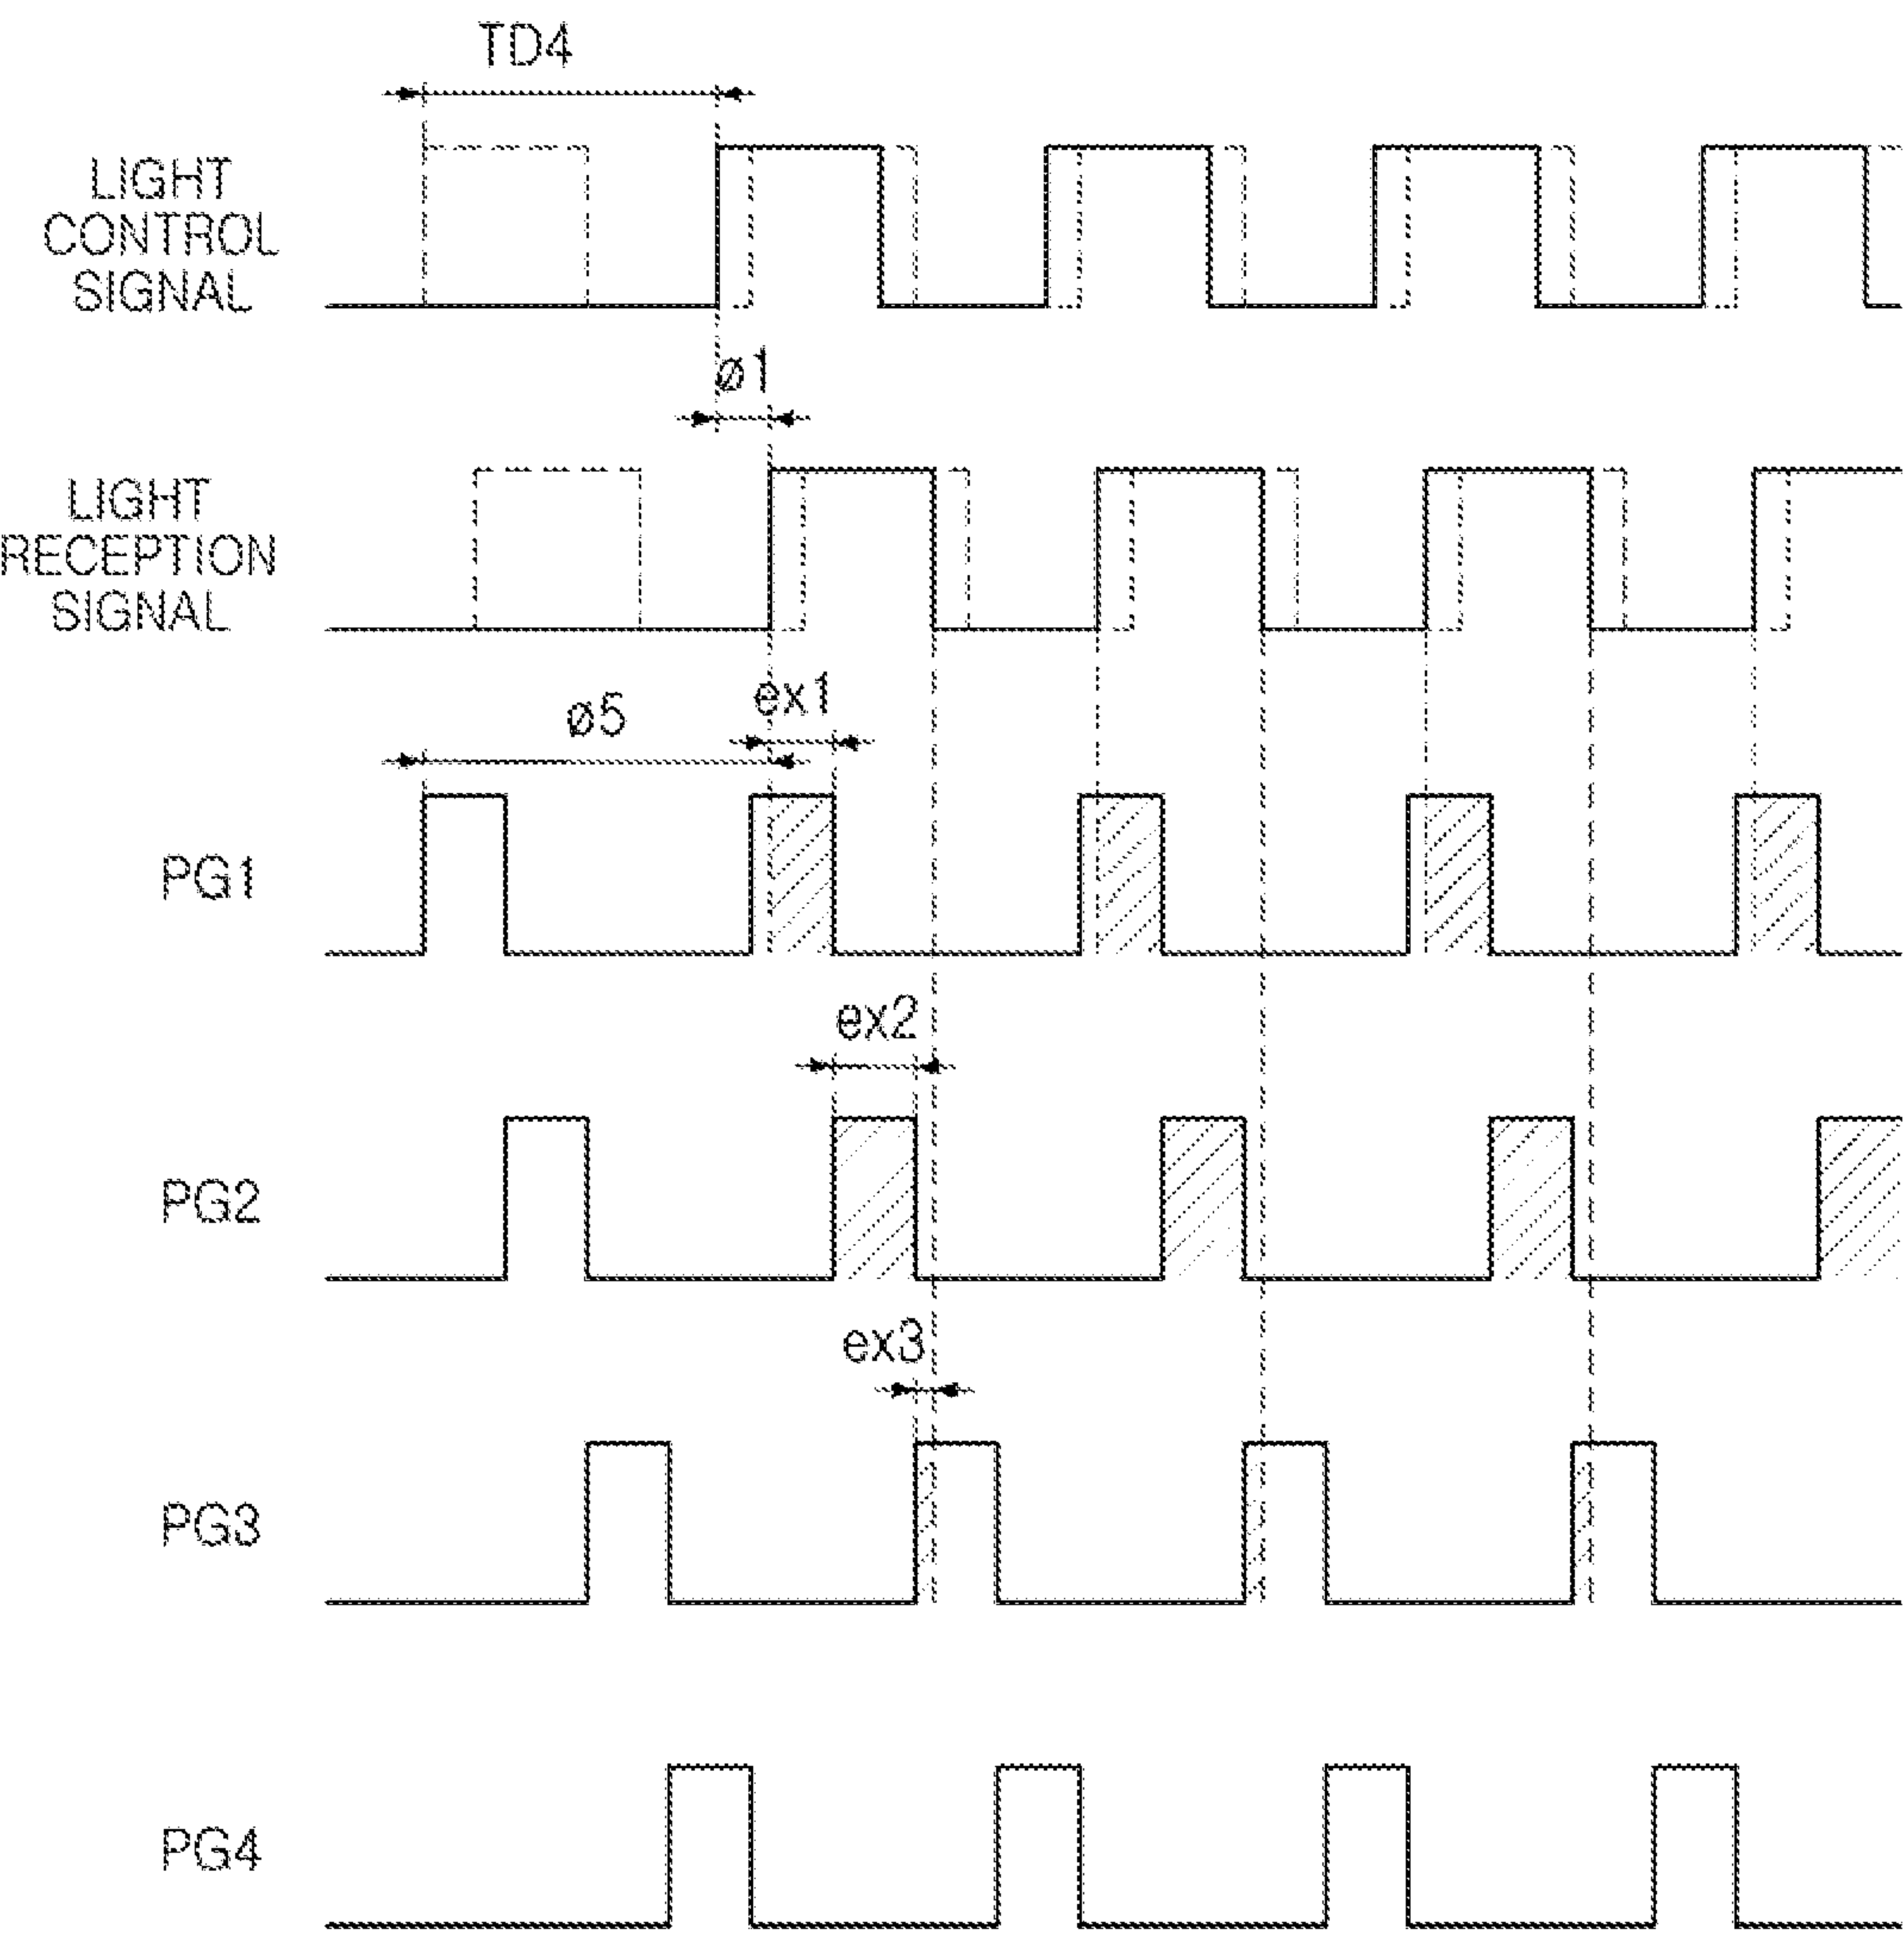 TD4
LIGHT
CONTROL
SIGNAL
ø1
LIGHT
RECEPTION
SIGNAL
ex1
ø5
PG1
ex2
PG2
ex3
PG3
PG4